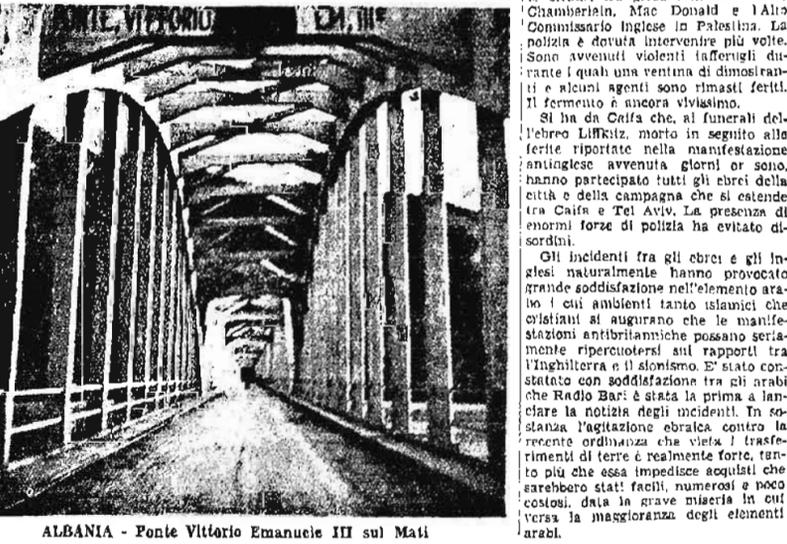 PONTE, VITTORIO EM, III°
ALBANIA - Ponte Vittorio Emanuele III sul Mati
Chamberlain, Mac Donald e l'Alto
Commissario inglese in Palestina. La
polizia è dovuta intervenire più volte.
Sono avvenuti violenti tafferugli du-
rante i quali una ventina di dimostran-
ti e alcuni agenti sono rimasti feriti.
Il fermento è ancora vivissimo.
Si ha da Caifa che, ai funerali del-
l'ebreo Liffkitz, morto in seguito alle
ferite riportate nella manifestazione
antinglese avvenuta giorni or sono,
hanno partecipato tutti gli ebrei della
città e della campagna che si estende
tra Caifa e Tel Aviv. La presenza di
enormi forze di polizia ha evitato di-
sordini.
Gli incidenti fra gli ebrei e gli in-
glesi naturalmente hanno provocato
grande soddisfazione nell'elemento ara-
bo i cui ambienti tanto islamici che
cristiani si augurano che le manife-
stazioni antibritanniche possano seria-
mente ripercuotersi sui rapporti tra
l'Inghilterra e il sionismo. E' stato con-
statato con soddisfazione tra gli arabi
che Radio Bari è stata la prima a lan-
ciare la notizia degli incidenti. In so-
stanza l'agitazione ebraica contro la
recente ordinanza che vieta i trasfe-
rimenti di terre è realmente forte, tan-
to più che essa impedisce acquisti che
sarebbero stati facili, numerosi e poco
costosi, data la grave miseria in cui
versa la maggioranza degli elementi
arabi.